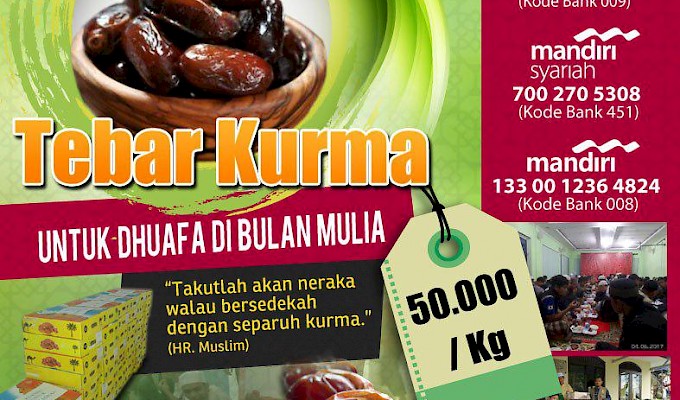 (Kode Bank 009)
mandiri
syariah
700 270 5308
(Kode Bank 451)
mandiri
133 00 1236 4824
(Kode Bank 008)
Tebar Kurma
UNTUK-DHUAFA DI BULAN MULIA
"Takutlah akan neraka
walau bersedekah
dengan separuh kurma."
(HR. Muslim)
50.000
/ Kg